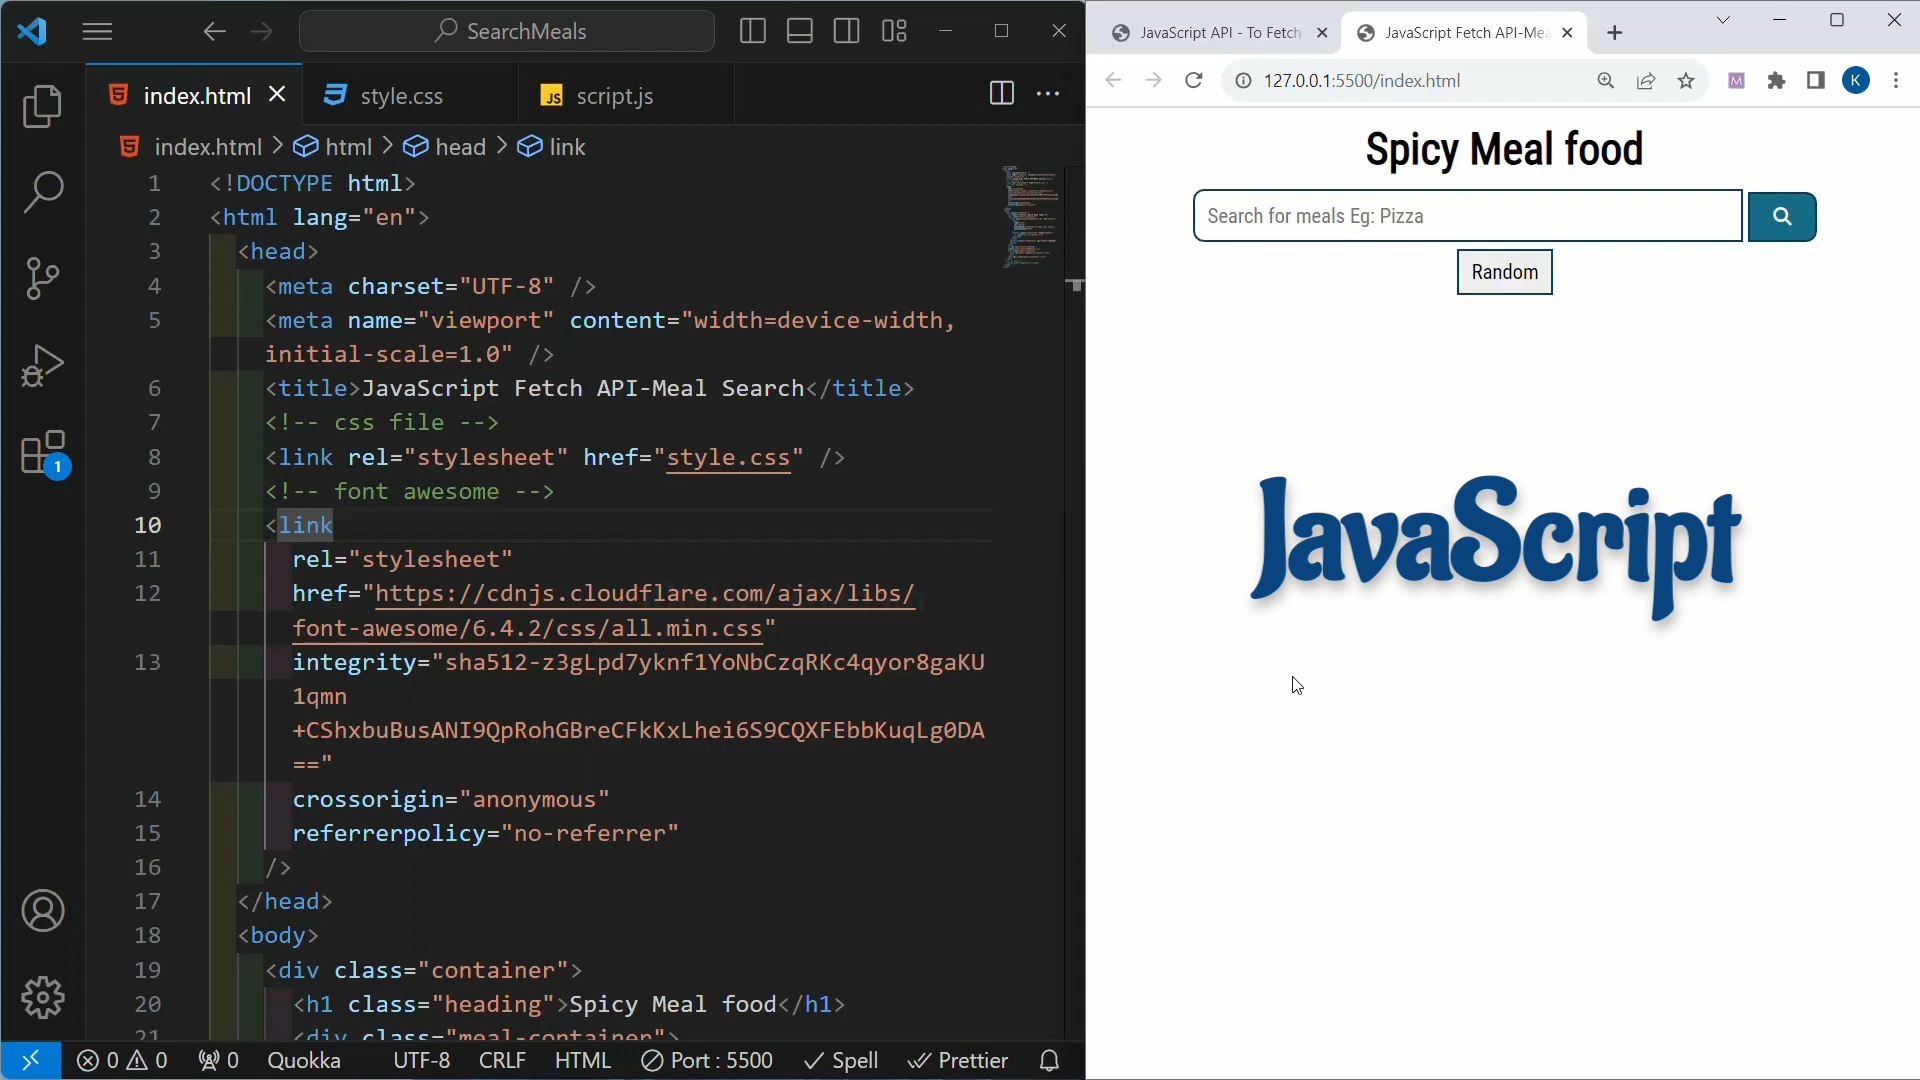 SearchMeals
index.html
style.css
JS script.js
index.html > html > head > link
1 <!DOCTYPE html>
2 <html lang="en">
3 <head>
4 <meta charset="UTF-8" />
5 <meta name="viewport" content="width=device-width,
initial-scale=1.0" />
6 <title>JavaScript Fetch API-Meal Search</title>
7 <!-- css file -->
8 <link rel="stylesheet" href="style.css" />
9 <!-- font awesome -->
10 <link
11 rel="stylesheet"
12 href="https://cdnjs.cloudflare.com/ajax/libs/
font-awesome/6.4.2/css/all.min.css"
13 integrity="sha512-z3gLpd7yknf1YoNbCzqRKc4qyor8gaKU
1qmn
+CShxbuBusANI9QpRohGBreCFkKxLhei6S9CQXFEbbKuqLg0DA
=="
14 crossorigin="anonymous"
15 referrerpolicy="no-referrer"
16 />
17 </head>
18 <body>
19 <div class="container">
20 <h1 class="heading">Spicy Meal food</h1>
21 <div class="meal-container">
1
0 0 0 Quokka UTF-8 CRLF HTML Port : 5500 Spell Prettier
JavaScript API - To Fetch
JavaScript Fetch API-Mea
127.0.0.1:5500/index.html
M
K
Spicy Meal food
Search for meals Eg: Pizza
Random
JavaScript